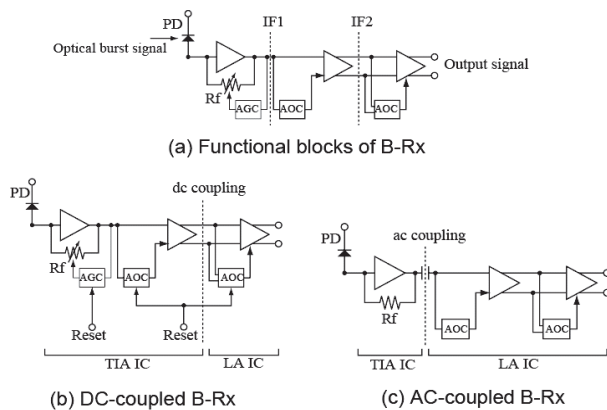 PD
IF1
IF2
Optical burst signal
Output signal
Rf
AGC
AOC
AOC
(a) Functional blocks of B-Rx
dc coupling
PD
Rf
AGC
AOC
AOC
Reset
Reset
TIA IC
LA IC
(b) DC-coupled B-Rx
ac coupling
PD
Rf
AOC
AOC
TIA IC
LA IC
(c) AC-coupled B-Rx